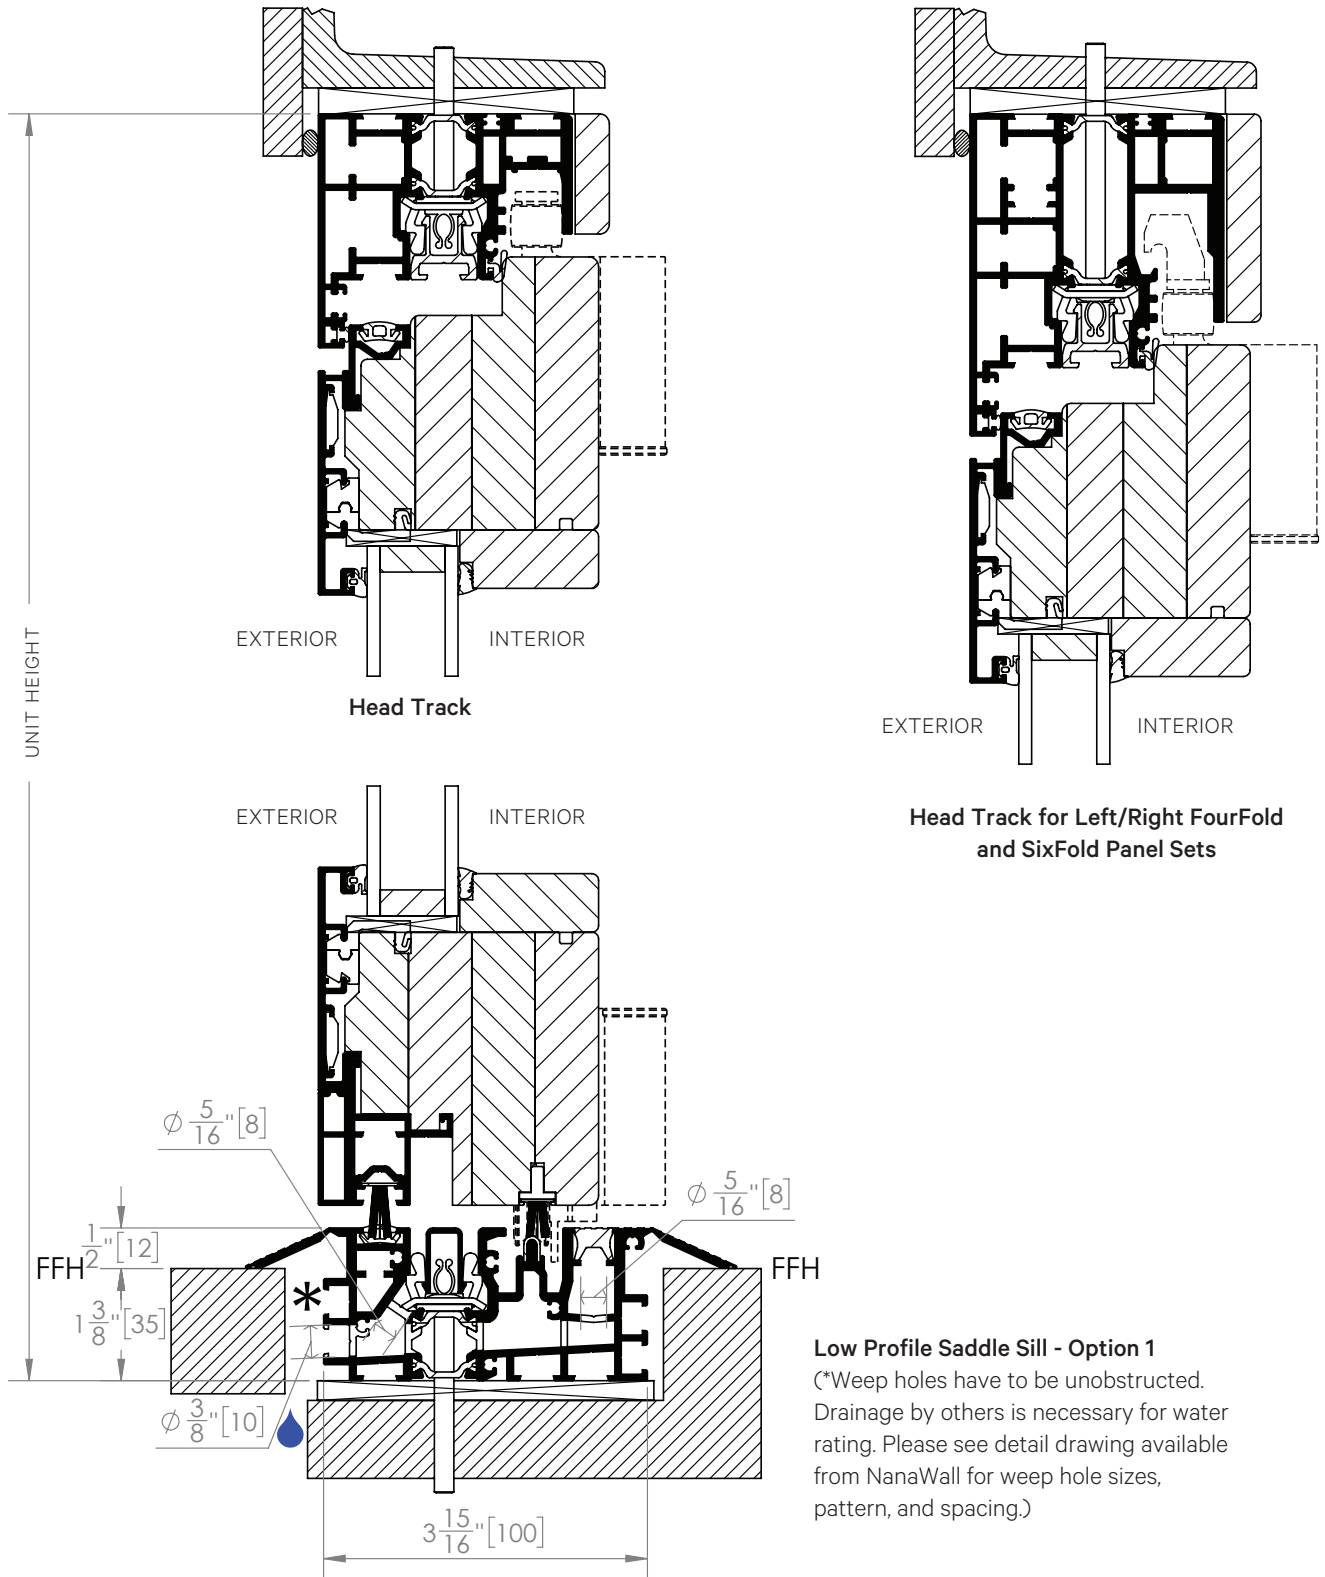 EXTERIOR
INTERIOR
Head Track
UNIT HEIGHT
EXTERIOR
INTERIOR
Head Track for Left/Right FourFold
and SixFold Panel Sets
EXTERIOR
INTERIOR
Ø 5/16"[8]
Ø 5/16"[8]
1/2"[12]
FFH
FFH
*
1 3/8"[35]
Ø 3/8"[10]
3 15/16"[100]
Low Profile Saddle Sill - Option 1
(*Weep holes have to be unobstructed.
Drainage by others is necessary for water
rating. Please see detail drawing available
from NanaWall for weep hole sizes,
pattern, and spacing.)